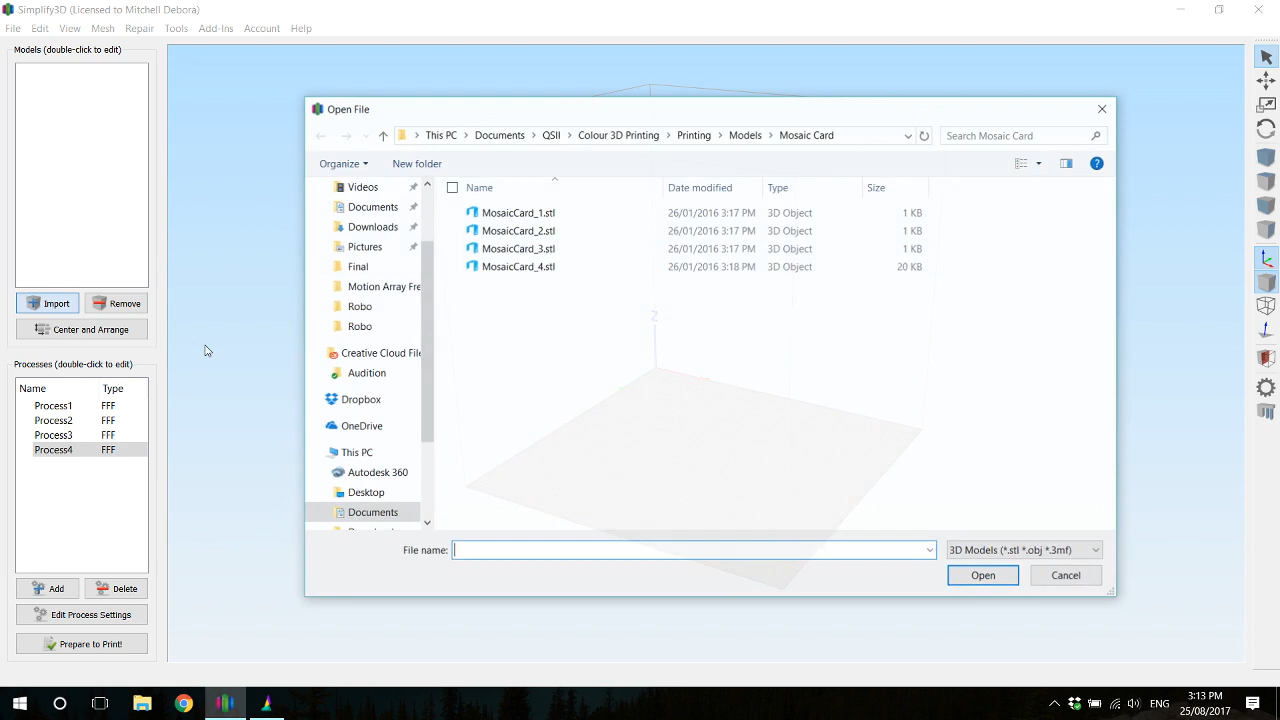 Simplify3D (Licensed to Mitchell Debora)
File Edit View Mesh Repair Tools Add-Ins Account Help
Models (double-click to edit)
Import Remove
Center and Arrange
Processes (double-click to edit)
Name Type
Process1 FFF
Process2 FFF
Process3 FFF
Process4 FFF
Add Delete
Edit Process Settings
Prepare to Print!
Open File
This PC > Documents > QSII > Colour 3D Printing > Printing > Models > Mosaic Card
Search Mosaic Card
Organize New folder
Videos
Documents
Downloads
Pictures
Final
Motion Array Fre
Robo
Robo
Creative Cloud File
Audition
Dropbox
OneDrive
This PC
Autodesk 360
Desktop
Documents
Name Date modified Type Size
MosaicCard_1.stl 26/01/2016 3:17 PM 3D Object 1 KB
MosaicCard_2.stl 26/01/2016 3:17 PM 3D Object 1 KB
MosaicCard_3.stl 26/01/2016 3:17 PM 3D Object 1 KB
MosaicCard_4.stl 26/01/2016 3:18 PM 3D Object 20 KB
Z
File name: 3D Models (*.stl *.obj *.3mf)
Open Cancel
ENG
3:13 PM
25/08/2017